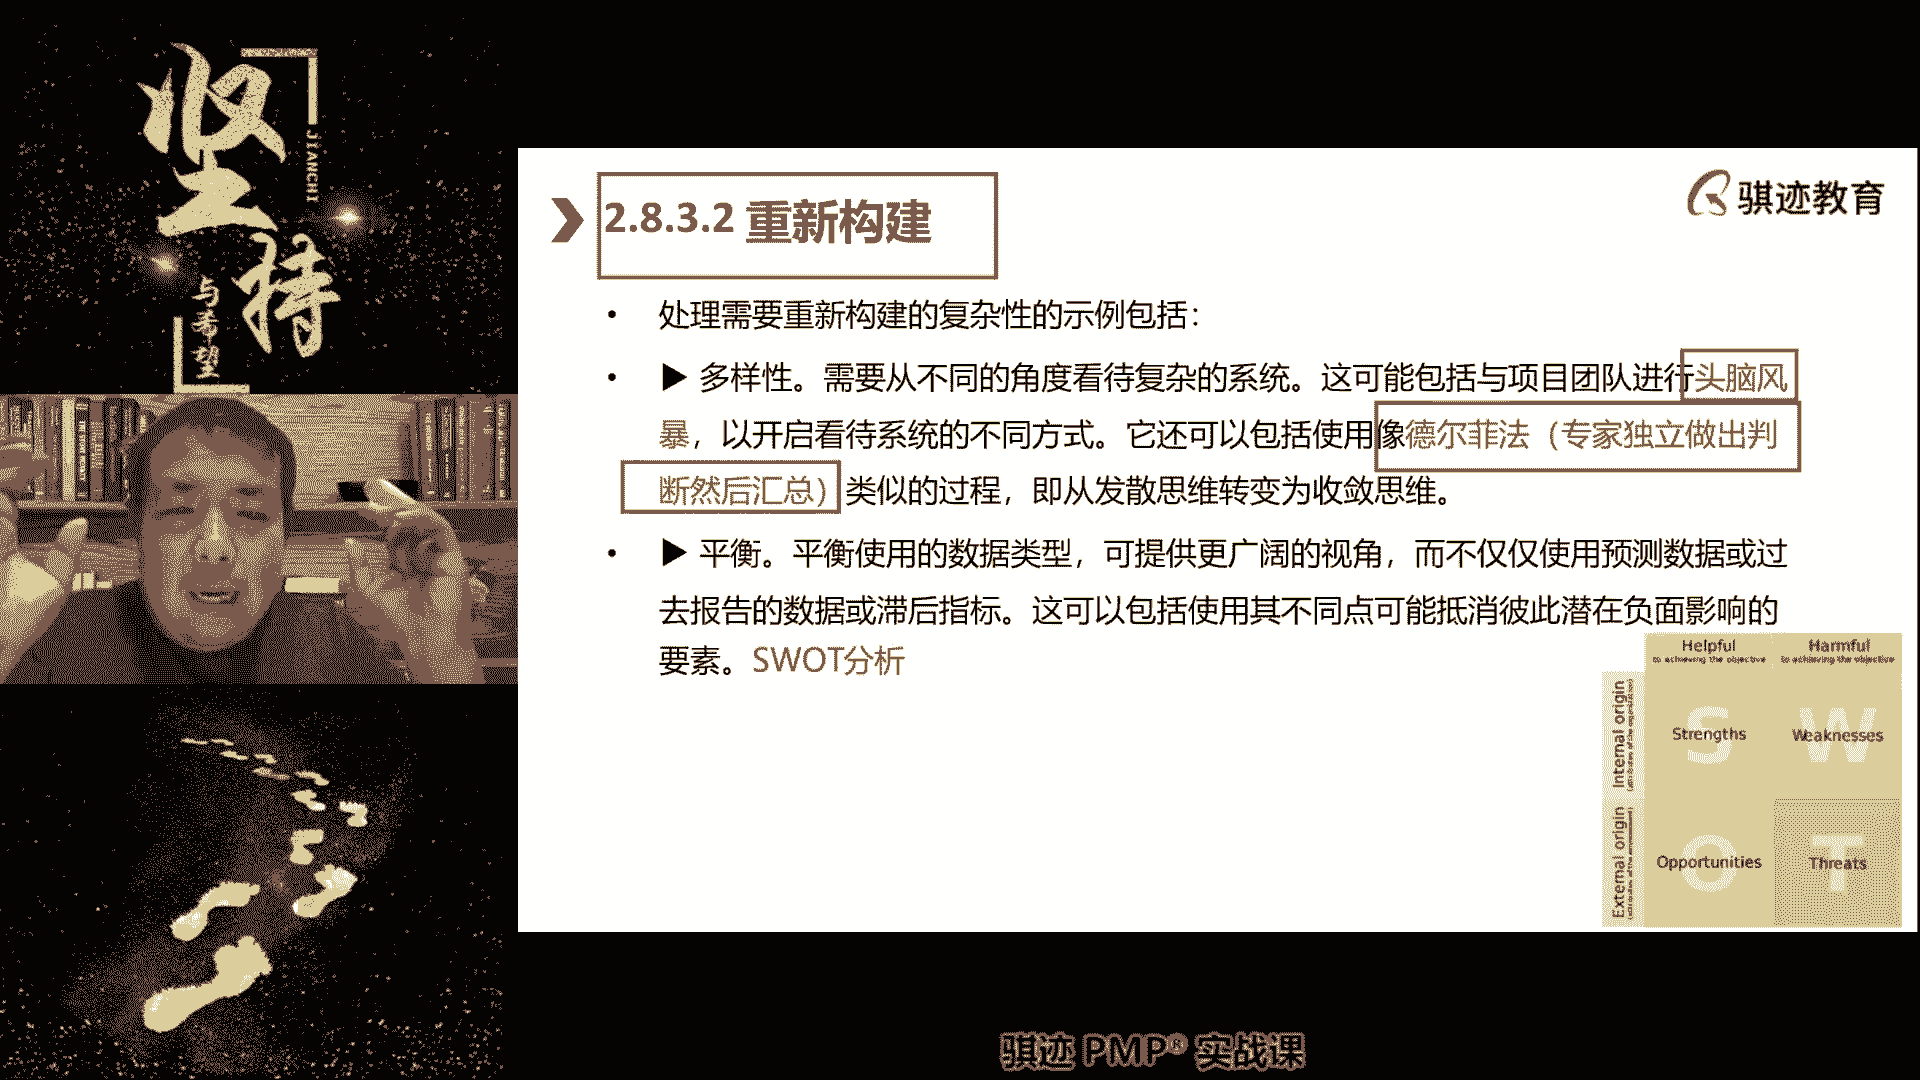 坚持
JIANCHI
与希望
2.8.3.2 重新构建
骐迹教育
• 处理需要重新构建的复杂性的示例包括：
• ▶ 多样性。需要从不同的角度看待复杂的系统。这可能包括与项目团队进行头脑风
暴，以开启看待系统的不同方式。它还可以包括使用像德尔菲法（专家独立做出判
断然后汇总）类似的过程，即从发散思维转变为收敛思维。
• ▶ 平衡。平衡使用的数据类型，可提供更广阔的视角，而不仅仅使用预测数据或过
去报告的数据或滞后指标。这可以包括使用其不同点可能抵消彼此潜在负面影响的
要素。SWOT分析
Helpful
to achieving the objective
Harmful
to achieving the objective
Internal origin
S
Strengths
W
Weaknesses
External origin
O
Opportunities
T
Threats
骐迹 PMP® 实战课